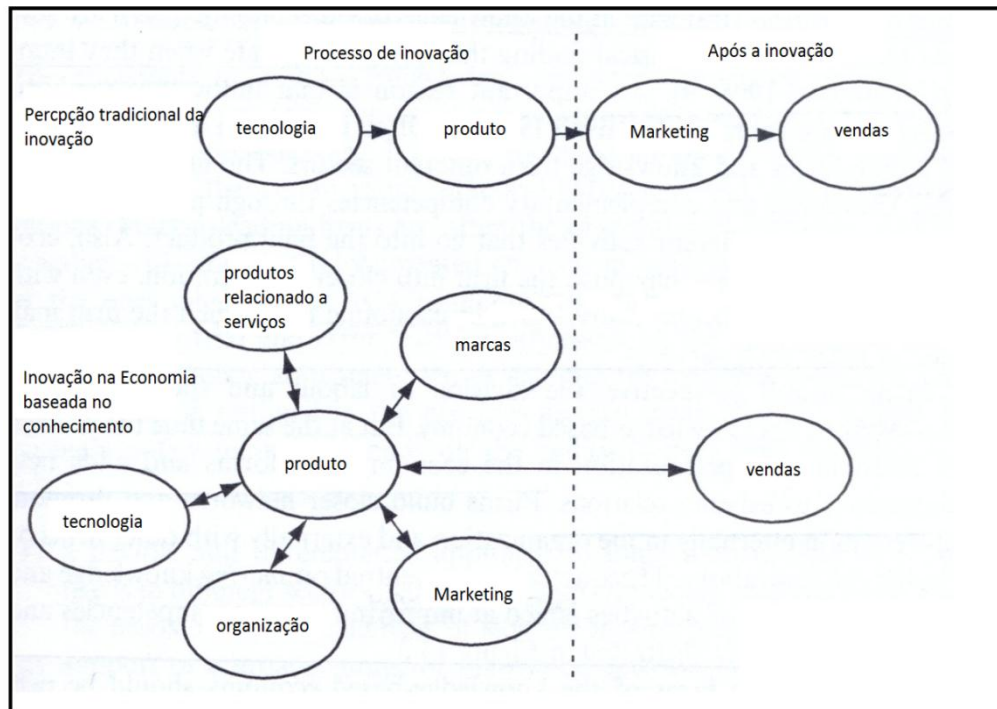 Processo de inovação
Após a inovação
Percpção tradicional da
inovação
tecnologia
produto
Marketing
vendas
produtos
relacionado a
serviços
marcas
Inovação na Economia
baseada no
conhecimento
produto
vendas
tecnologia
organização
Marketing